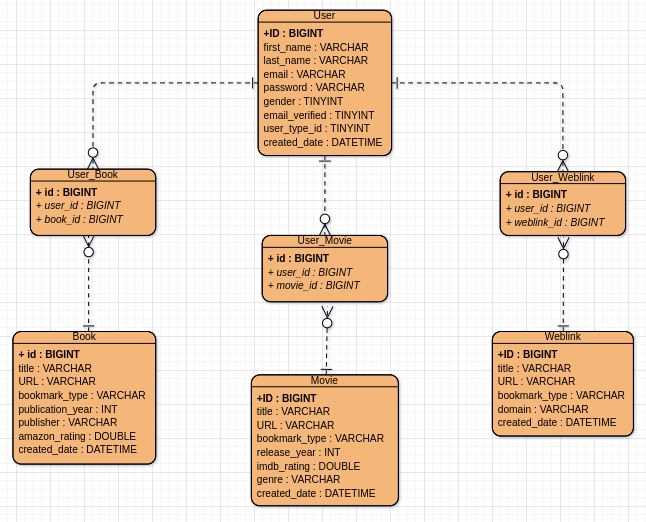 User
+ID : BIGINT
first_name : VARCHAR
last_name : VARCHAR
email : VARCHAR
password : VARCHAR
gender : TINYINT
email_verified : TINYINT
user_type_id : TINYINT
created_date : DATETIME
User_Book
+ id : BIGINT
+ user_id : BIGINT
+ book_id : BIGINT
User_Movie
+ id : BIGINT
+ user_id : BIGINT
+ movie_id : BIGINT
User_Weblink
+ id : BIGINT
+ user_id : BIGINT
+ weblink_id : BIGINT
Book
+ id : BIGINT
title : VARCHAR
URL : VARCHAR
bookmark_type : VARCHAR
publication_year : INT
publisher : VARCHAR
amazon_rating : DOUBLE
created_date : DATETIME
Movie
+ID : BIGINT
title : VARCHAR
URL : VARCHAR
bookmark_type : VARCHAR
release_year : INT
imdb_rating : DOUBLE
genre : VARCHAR
created_date : DATETIME
Weblink
+ID : BIGINT
title : VARCHAR
URL : VARCHAR
bookmark_type : VARCHAR
domain : VARCHAR
created_date : DATETIME